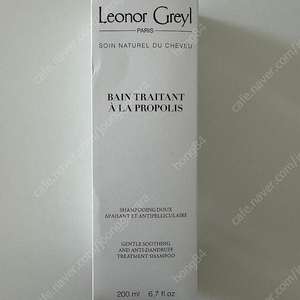 Leonor Greyl
PARIS
SOIN NATUREL DU CHEVEU
BAIN TRAITANT
À LA PROPOLIS
SHAMPOOING DOUX
APAISANT ET ANTIPELLICULAIRE
GENTLE SOOTHING
AND ANTI-DANDRUFF
TREATMENT SHAMPOO
200 ml 6.7 fl oz